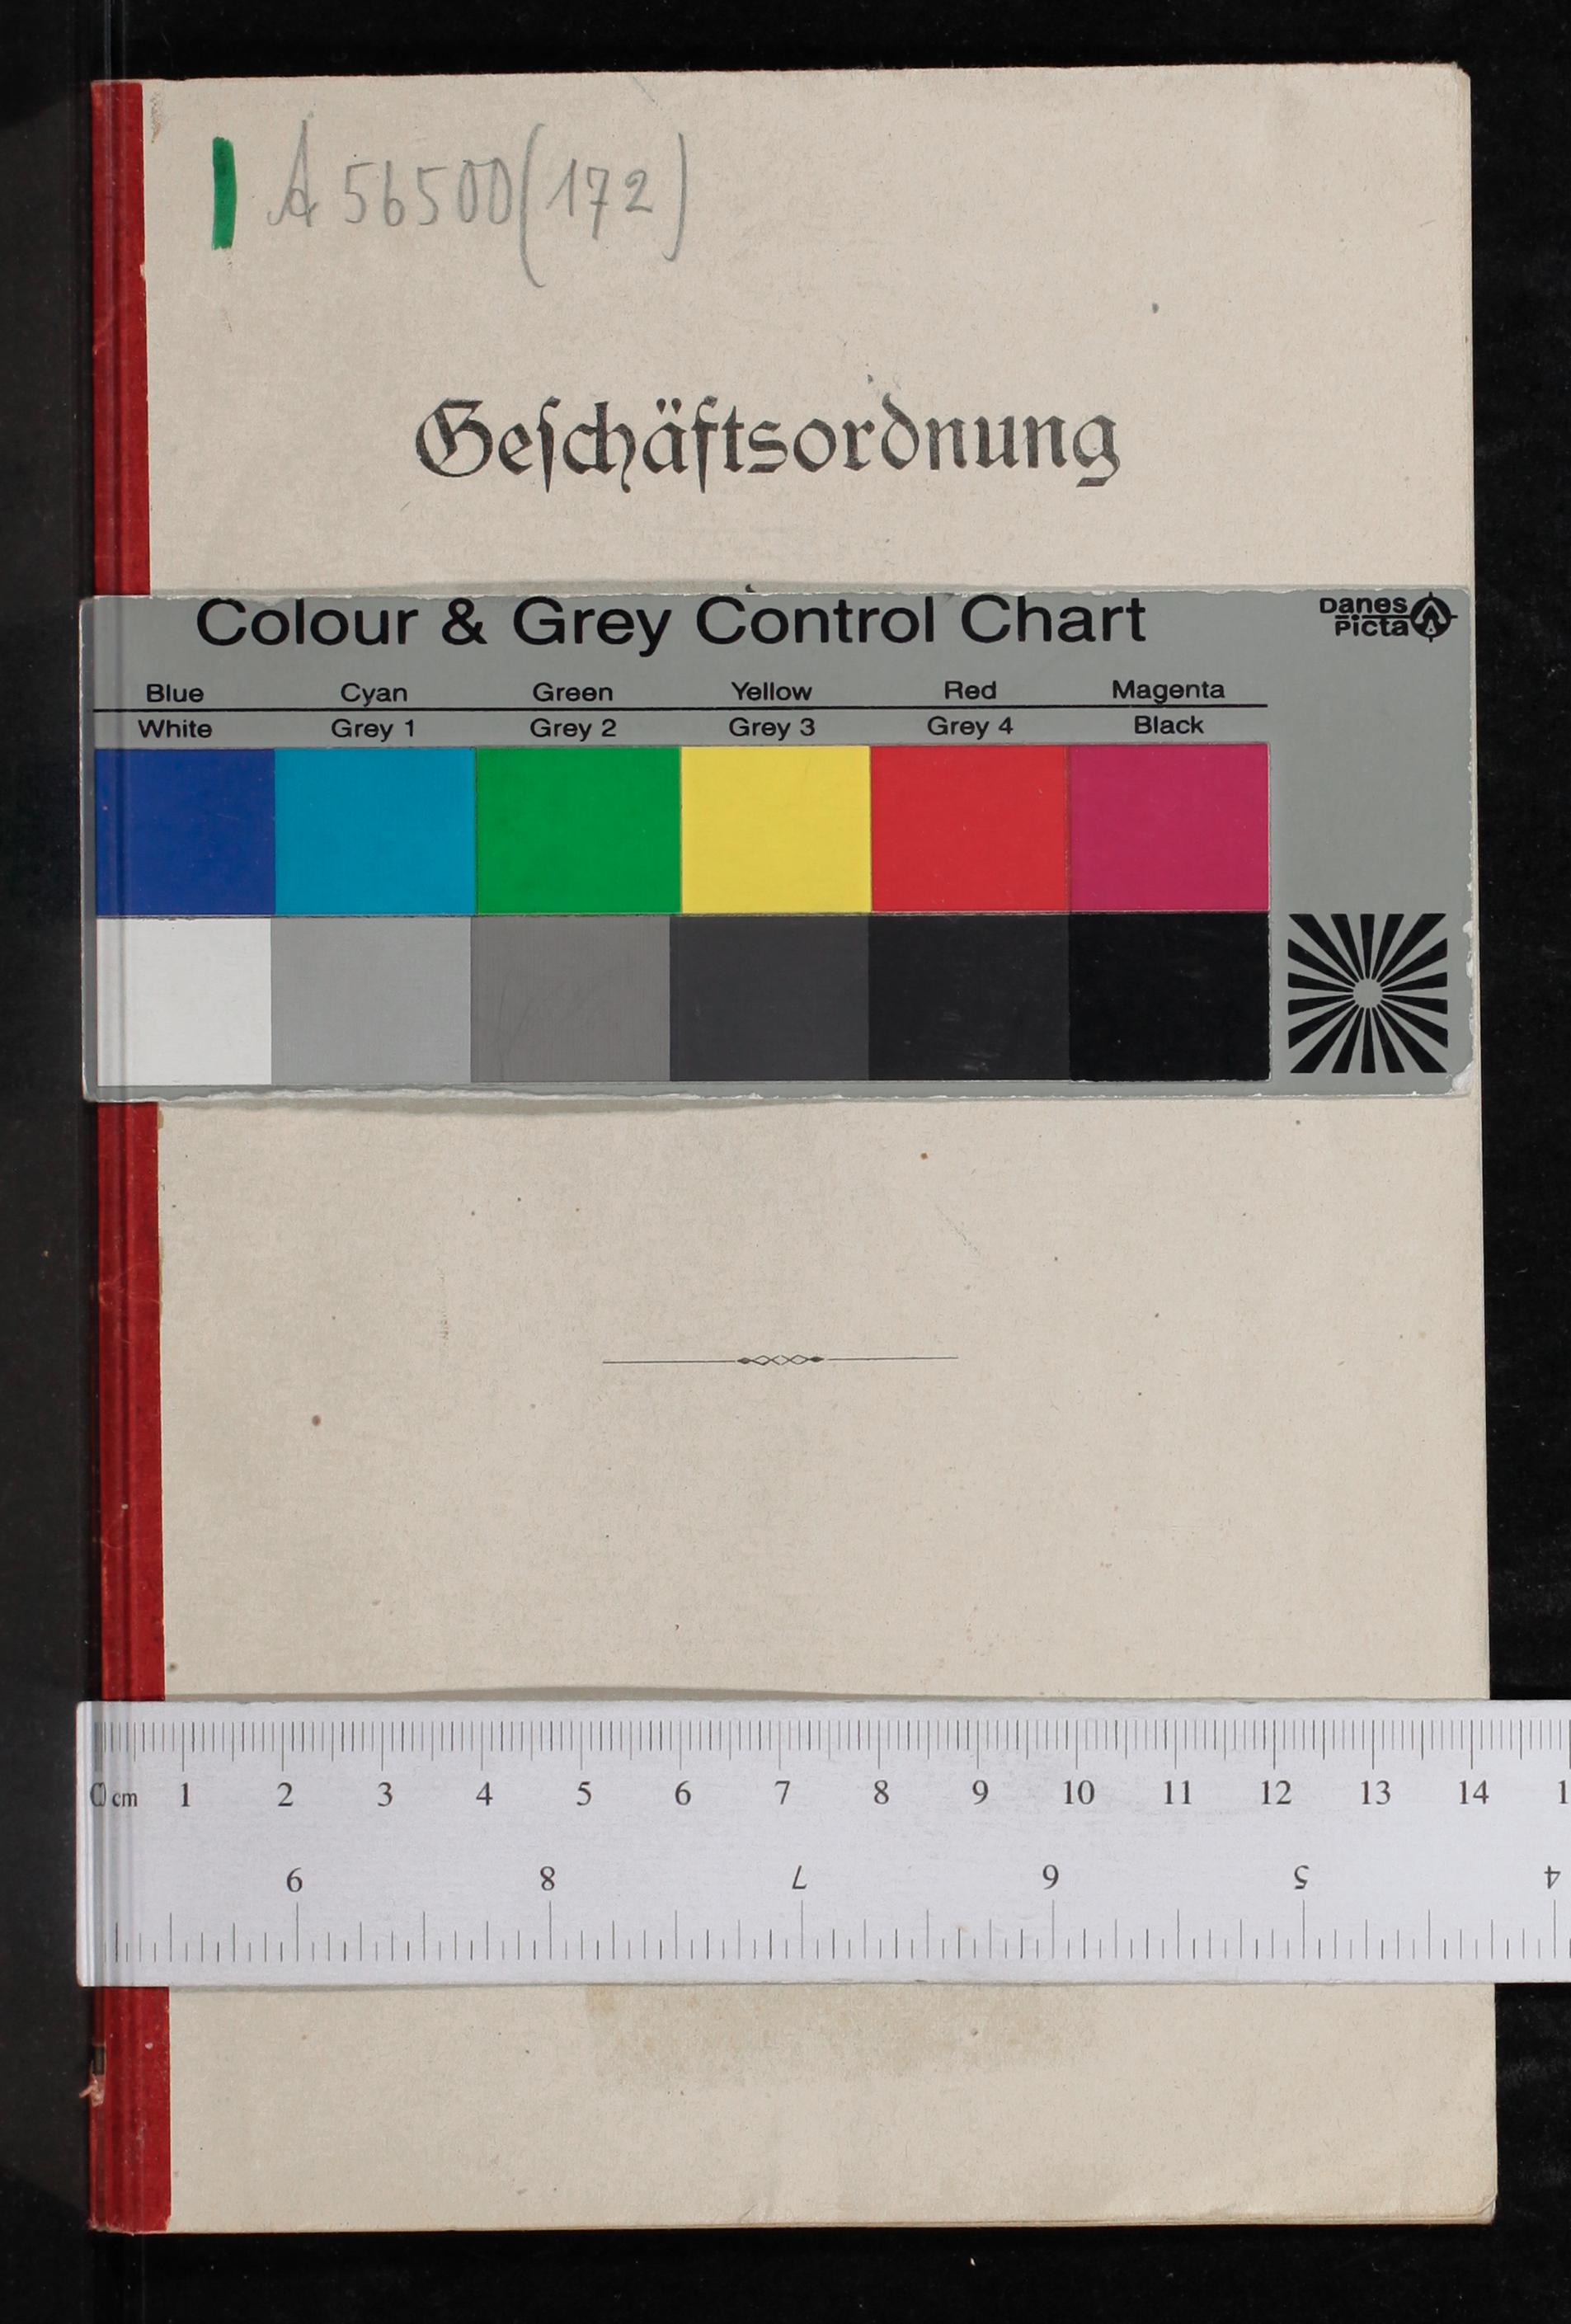 A 56500(172)
Geſchäftsordnung
Colour & Grey Control Chart
Danes
Picta
Blue Cyan Green Yellow Red Magenta
White Grey 1 Grey 2 Grey 3 Grey 4 Black
0 cm 1 2 3 4 5 6 7 8 9 10 11 12 13 14 1
9 8 7 6 5 4